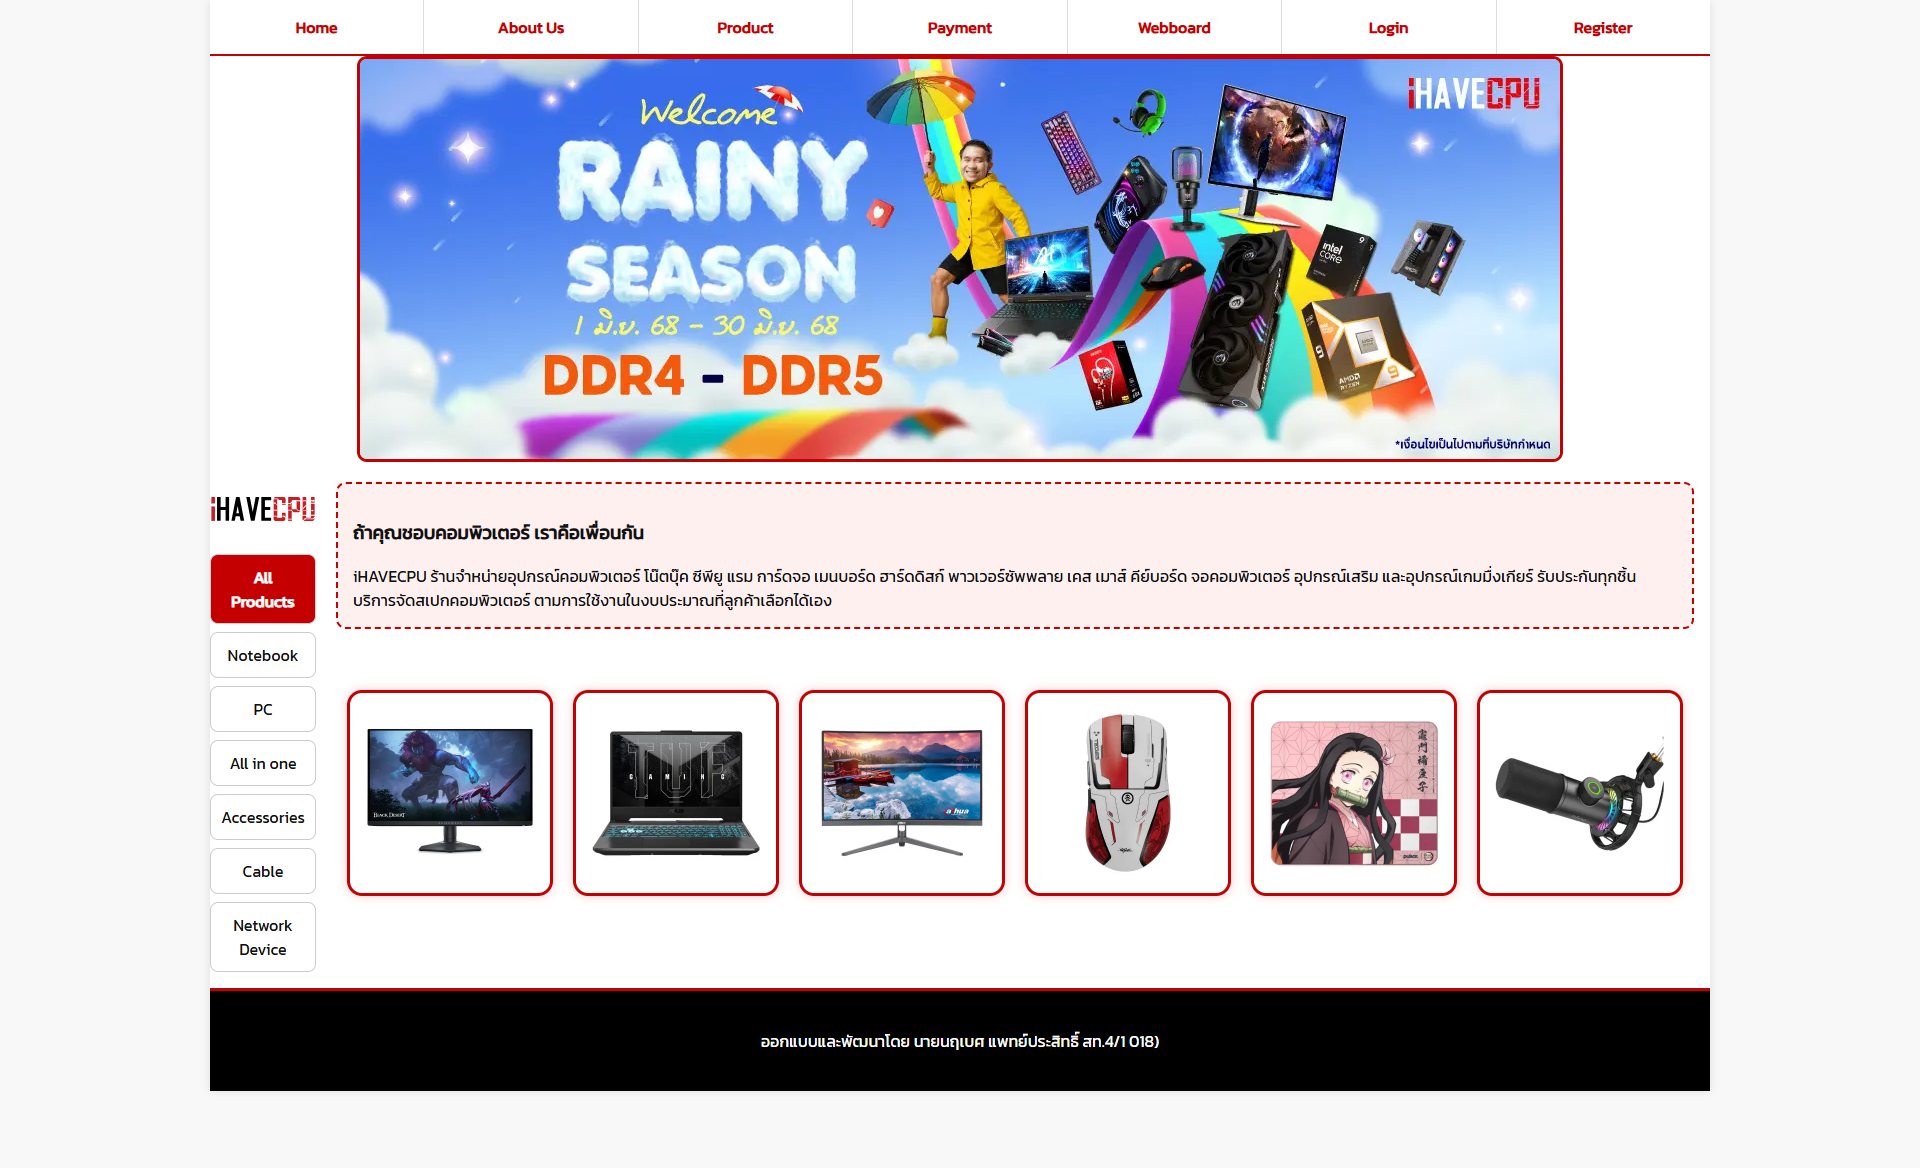 Home
About Us
Product
Payment
Webboard
Login
Register
iHAVECPU
Welcome
RAINY
SEASON
1 มิ.ย. 68 - 30 มิ.ย. 68
DDR4 - DDR5
intel
CORE
9
AMD
RYZEN
9
*เงื่อนไขเป็นไปตามที่บริษัทกำหนด
iHAVECPU
All
Products
Notebook
PC
All in one
Accessories
Cable
Network
Device
ถ้าคุณชอบคอมพิวเตอร์ เราคือเพื่อนกัน
iHAVECPU ร้านจำหน่ายอุปกรณ์คอมพิวเตอร์ โน๊ตบุ๊ค ซีพียู แรม การ์ดจอ เมนบอร์ด ฮาร์ดดิสก์ พาวเวอร์ซัพพลาย เคส เมาส์ คีย์บอร์ด จอคอมพิวเตอร์ อุปกรณ์เสริม และอุปกรณ์เกมมิ่งเกียร์ รับประกันทุกชิ้น
บริการจัดสเปกคอมพิวเตอร์ ตามการใช้งานในงบประมาณที่ลูกค้าเลือกได้เอง
BLACK DESERT
TUF
GAMING
alhua
竈門禰豆子
ออกแบบและพัฒนาโดย นายนฤเบศ แพทย์ประสิทธิ์ สท.4/1 018)